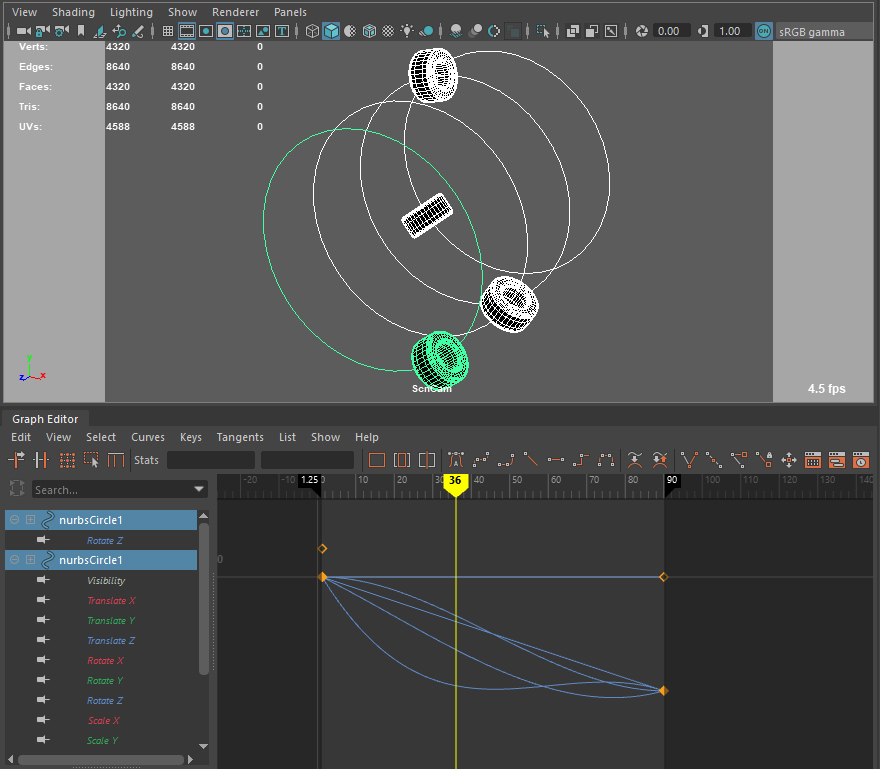 View Shading Lighting Show Renderer Panels
0.00 1.00 ON sRGB gamma
Verts: 4320 4320 0
Edges: 8640 8640 0
Faces: 4320 4320 0
Tris: 8640 8640 0
UVs: 4588 4588 0
y
z x
4.5 fps
Graph Editor
Edit View Select Curves Keys Tangents List Show Help
Stats
Search...
-20 -10 1.25 0 10 20 30 36 40 50 60 70 80 90 100 110 120 130 140
nurbsCircle1
Rotate Z
nurbsCircle1
0
Visibility
Translate X
Translate Y
Translate Z
Rotate X
Rotate Y
Rotate Z
Scale X
Scale Y